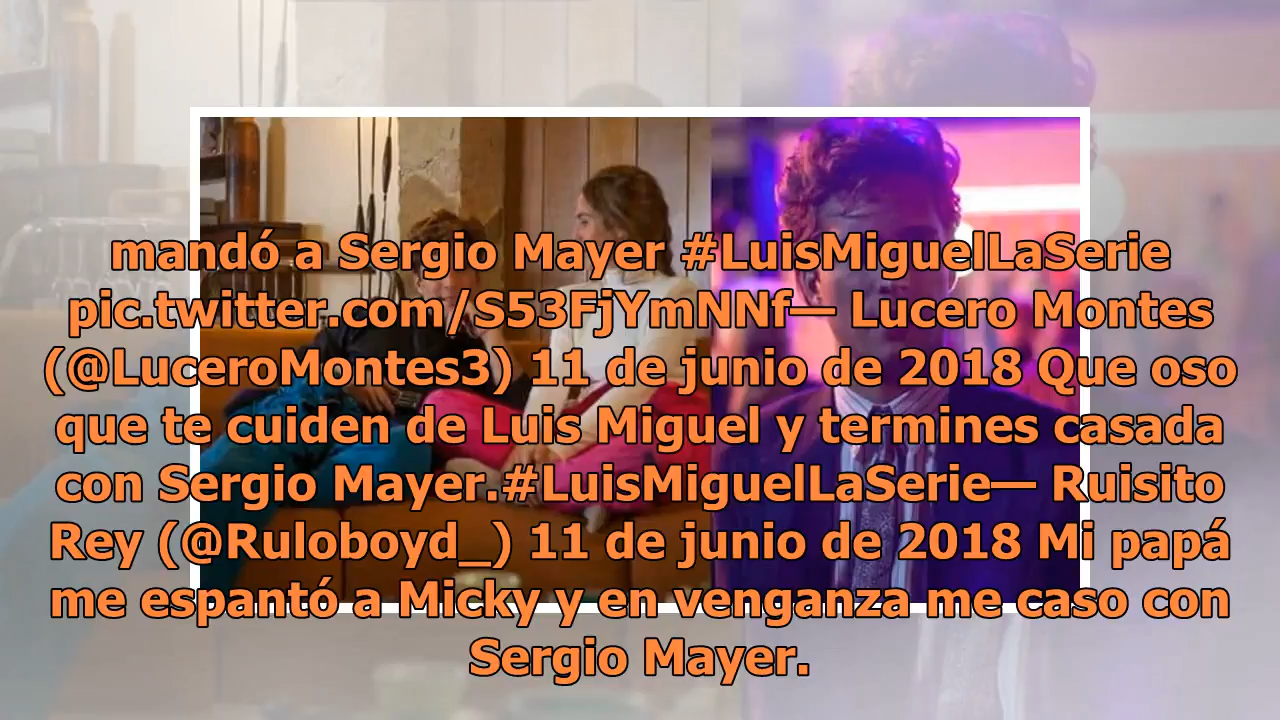 mandó a Sergio Mayer #LuisMiguelLaSerie
pic.twitter.com/S53FjYmNNf— Lucero Montes
(@LuceroMontes3) 11 de junio de 2018 Que oso
que te cuiden de Luis Miguel y termines casada
con Sergio Mayer.#LuisMiguelLaSerie— Ruisito
Rey (@Ruloboyd_) 11 de junio de 2018 Mi papá
me espantó a Micky y en venganza me caso con
Sergio Mayer.